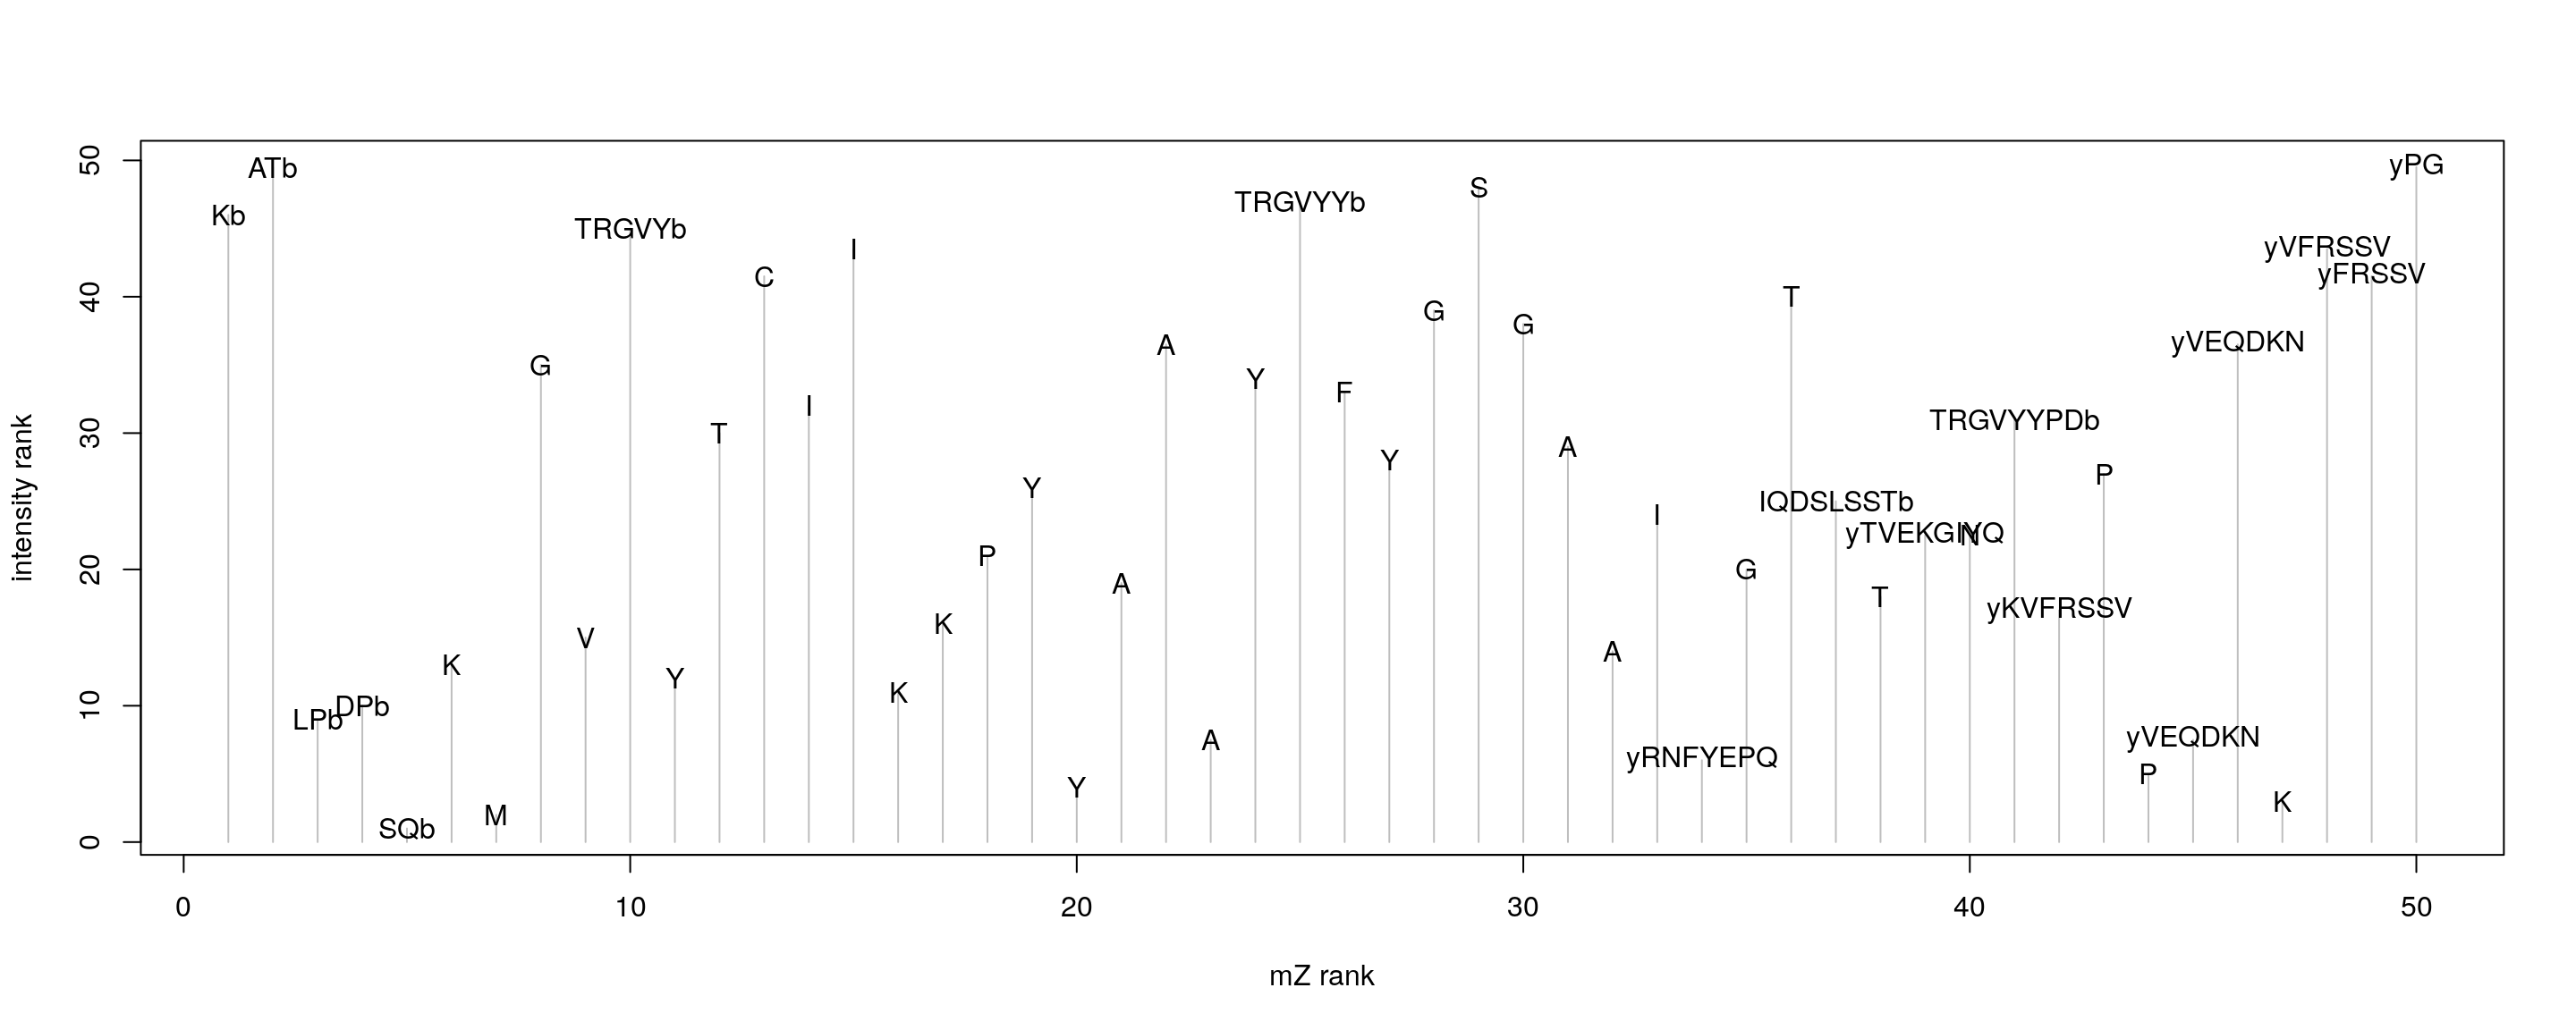 50
40
30
20
10
0
intensity rank
Kb
ATb
LPb
DPb
SQb
K
M
G
V
TRGVYb
Y
T
C
I
I
K
K
P
Y
Y
A
A
A
Y
TRGVYYb
F
Y
G
S
G
A
A
I
yRNFYEPQ
G
T
IQDSLSSTb
T
yTVEKGIYQ
N
TRGVYYPDb
yKVFRSSV
P
P
yVEQDKN
yVEQDKN
K
yVFRSSV
yFRSSV
yPG
0
10
20
30
40
50
mZ rank